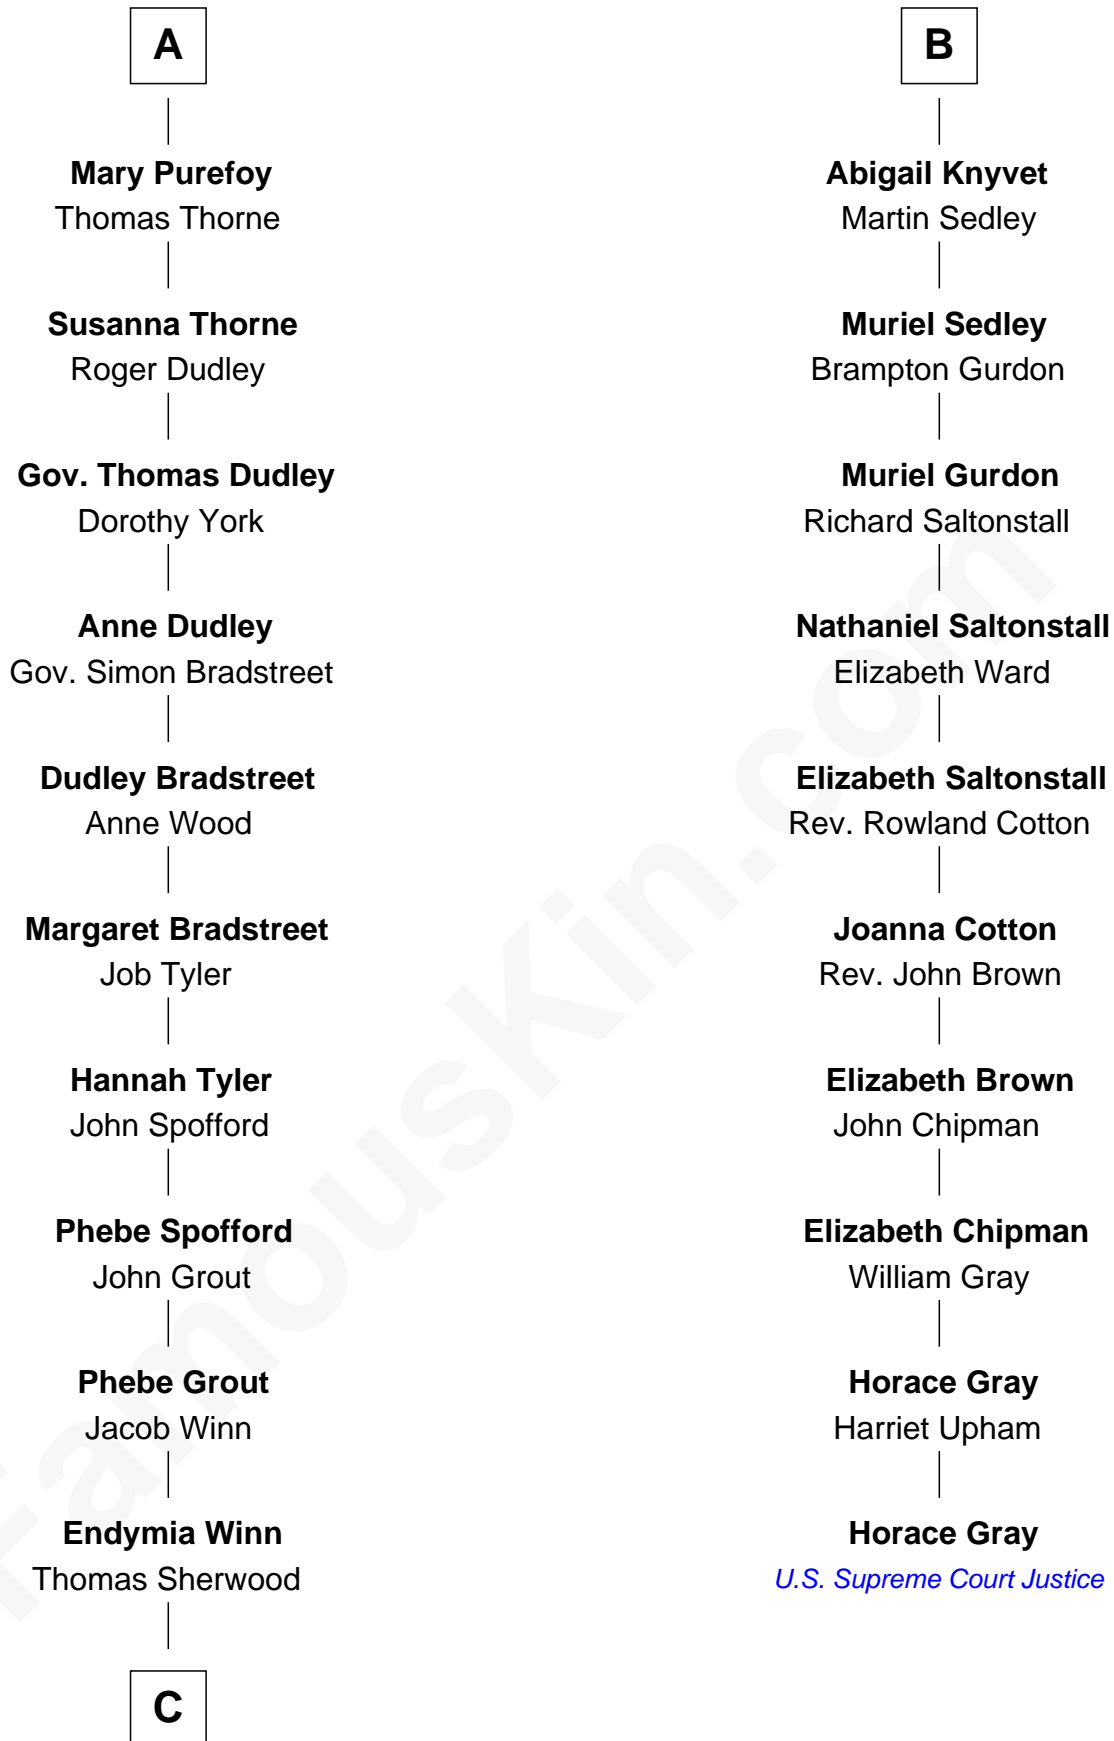 A
Mary Purefoy
Thomas Thorne
Susanna Thorne
Roger Dudley
Gov. Thomas Dudley
Dorothy York
Anne Dudley
Gov. Simon Bradstreet
Dudley Bradstreet
Anne Wood
Margaret Bradstreet
Job Tyler
Hannah Tyler
John Spofford
Phebe Spofford
John Grout
Phebe Grout
Jacob Winn
Endymia Winn
Thomas Sherwood
C
B
Abigail Knyvet
Martin Sedley
Muriel Sedley
Brampton Gurdon
Muriel Gurdon
Richard Saltonstall
Nathaniel Saltonstall
Elizabeth Ward
Elizabeth Saltonstall
Rev. Rowland Cotton
Joanna Cotton
Rev. John Brown
Elizabeth Brown
John Chipman
Elizabeth Chipman
William Gray
Horace Gray
Harriet Upham
Horace Gray
U.S. Supreme Court Justice
FamousKin.com